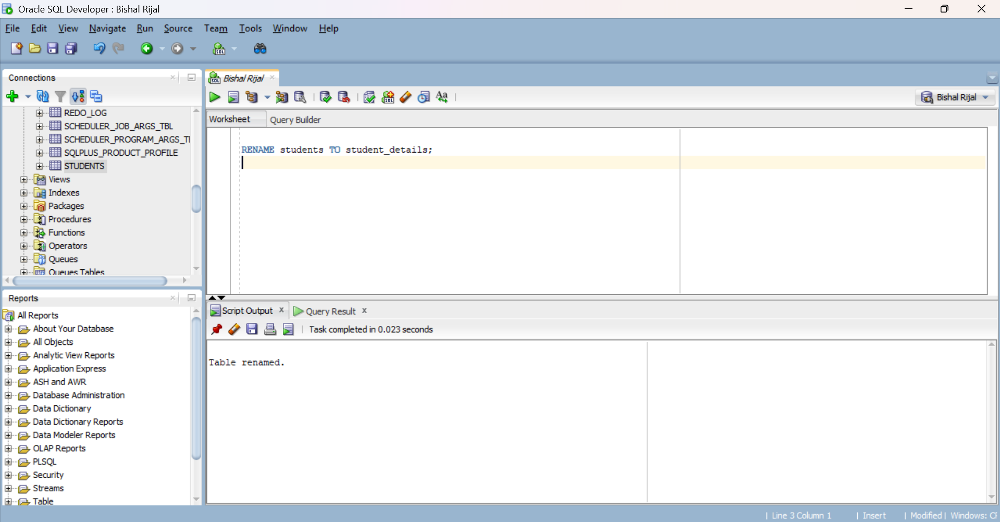 Oracle SQL Developer : Bishal Rijal
File Edit View Navigate Run Source Team Tools Window Help
Connections
REDO_LOG
SCHEDULER_JOB_ARGS_TBL
SCHEDULER_PROGRAM_ARGS_T
SQLPLUS_PRODUCT_PROFILE
STUDENTS
Views
Indexes
Packages
Procedures
Functions
Operators
Queues
Queues Tables
Reports
All Reports
About Your Database
All Objects
Analytic View Reports
Application Express
ASH and AWR
Database Administration
Data Dictionary
Data Dictionary Reports
Data Modeler Reports
OLAP Reports
PLSQL
Security
Streams
Table
Bishal Rijal
Aa
Bishal Rijal
Worksheet Query Builder
RENAME students TO student_details;
Script Output Query Result
Task completed in 0.023 seconds
Table renamed.
Line 3 Column 1 Insert Modified Windows: